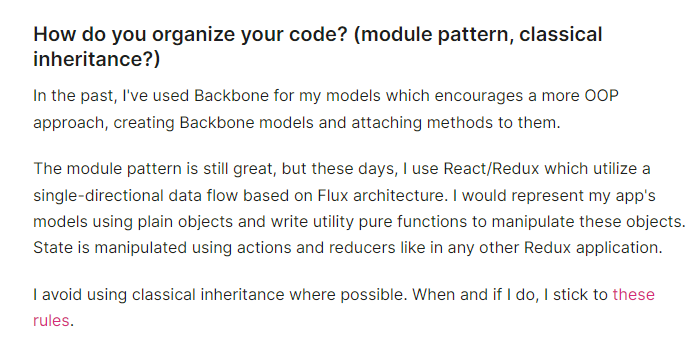 How do you organize your code? (module pattern, classical
inheritance?)
In the past, I've used Backbone for my models which encourages a more OOP
approach, creating Backbone models and attaching methods to them.
The module pattern is still great, but these days, I use React/Redux which utilize a
single-directional data flow based on Flux architecture. I would represent my app's
models using plain objects and write utility pure functions to manipulate these objects.
State is manipulated using actions and reducers like in any other Redux application.
I avoid using classical inheritance where possible. When and if I do, I stick to these
rules.